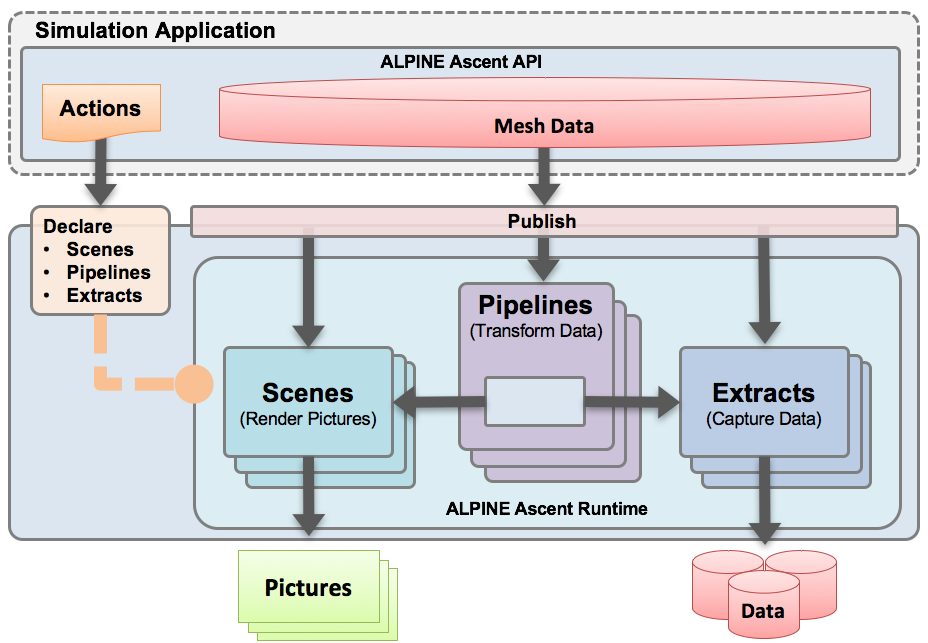 Simulation Application
ALPINE Ascent API
Actions
Mesh Data
Declare
• Scenes
• Pipelines
• Extracts
Publish
Pipelines
(Transform Data)
Scenes
(Render Pictures)
Extracts
(Capture Data)
ALPINE Ascent Runtime
Pictures
Data